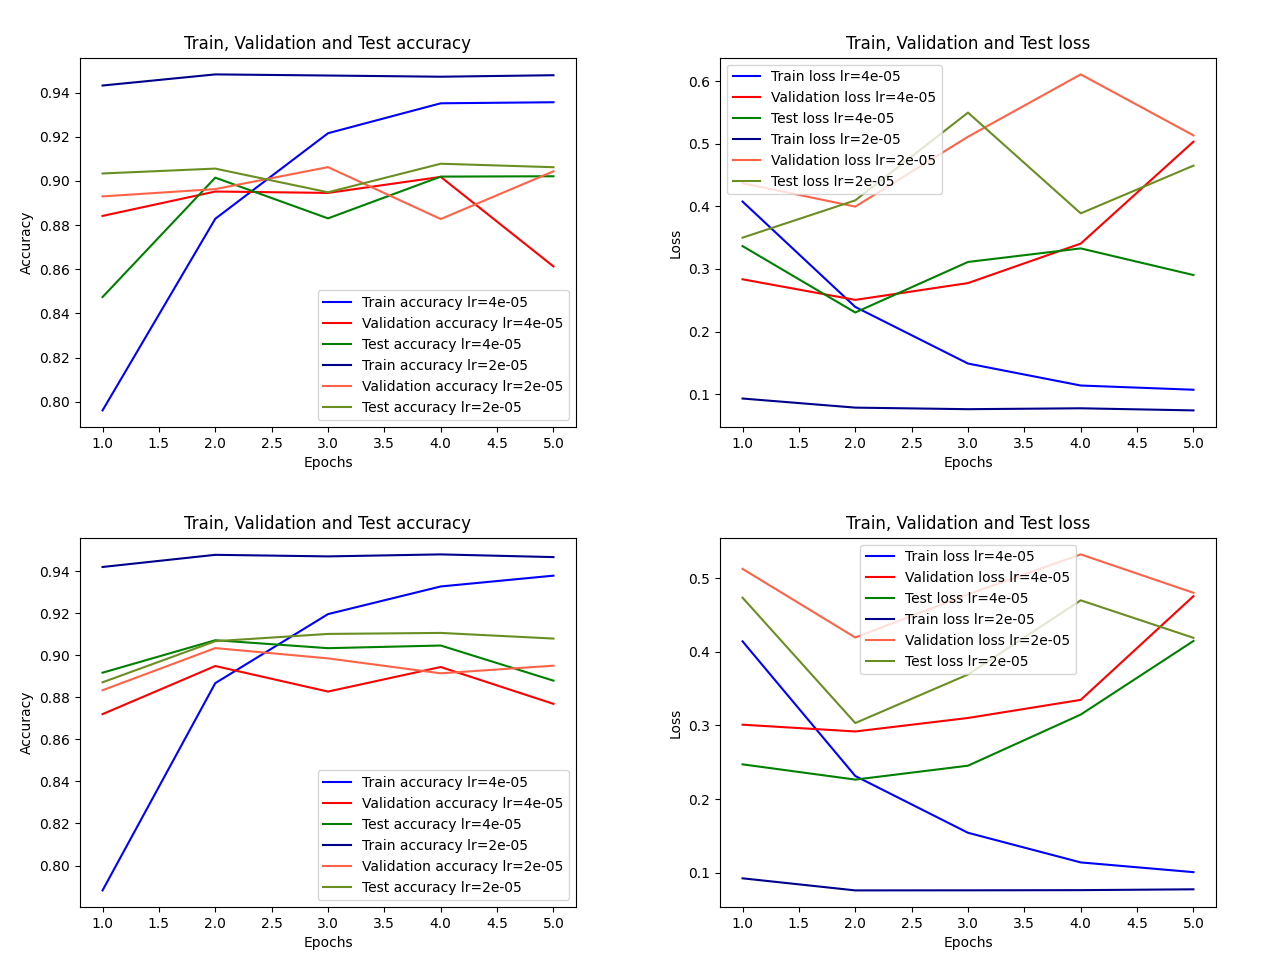 Train, Validation and Test accuracy
Accuracy
0.94
0.92
0.90
0.88
0.86
0.84
0.82
0.80
Train accuracy lr=4e-05
Validation accuracy lr=4e-05
Test accuracy lr=4e-05
Train accuracy lr=2e-05
Validation accuracy lr=2e-05
Test accuracy lr=2e-05
1.0 1.5 2.0 2.5 3.0 3.5 4.0 4.5 5.0
Epochs
Train, Validation and Test loss
Loss
0.6
0.5
0.4
0.3
0.2
0.1
Train loss lr=4e-05
Validation loss lr=4e-05
Test loss lr=4e-05
Train loss lr=2e-05
Validation loss lr=2e-05
Test loss lr=2e-05
1.0 1.5 2.0 2.5 3.0 3.5 4.0 4.5 5.0
Epochs
Train, Validation and Test accuracy
Accuracy
0.94
0.92
0.90
0.88
0.86
0.84
0.82
0.80
Train accuracy lr=4e-05
Validation accuracy lr=4e-05
Test accuracy lr=4e-05
Train accuracy lr=2e-05
Validation accuracy lr=2e-05
Test accuracy lr=2e-05
1.0 1.5 2.0 2.5 3.0 3.5 4.0 4.5 5.0
Epochs
Train, Validation and Test loss
Loss
0.5
0.4
0.3
0.2
0.1
Train loss lr=4e-05
Validation loss lr=4e-05
Test loss lr=4e-05
Train loss lr=2e-05
Validation loss lr=2e-05
Test loss lr=2e-05
1.0 1.5 2.0 2.5 3.0 3.5 4.0 4.5 5.0
Epochs